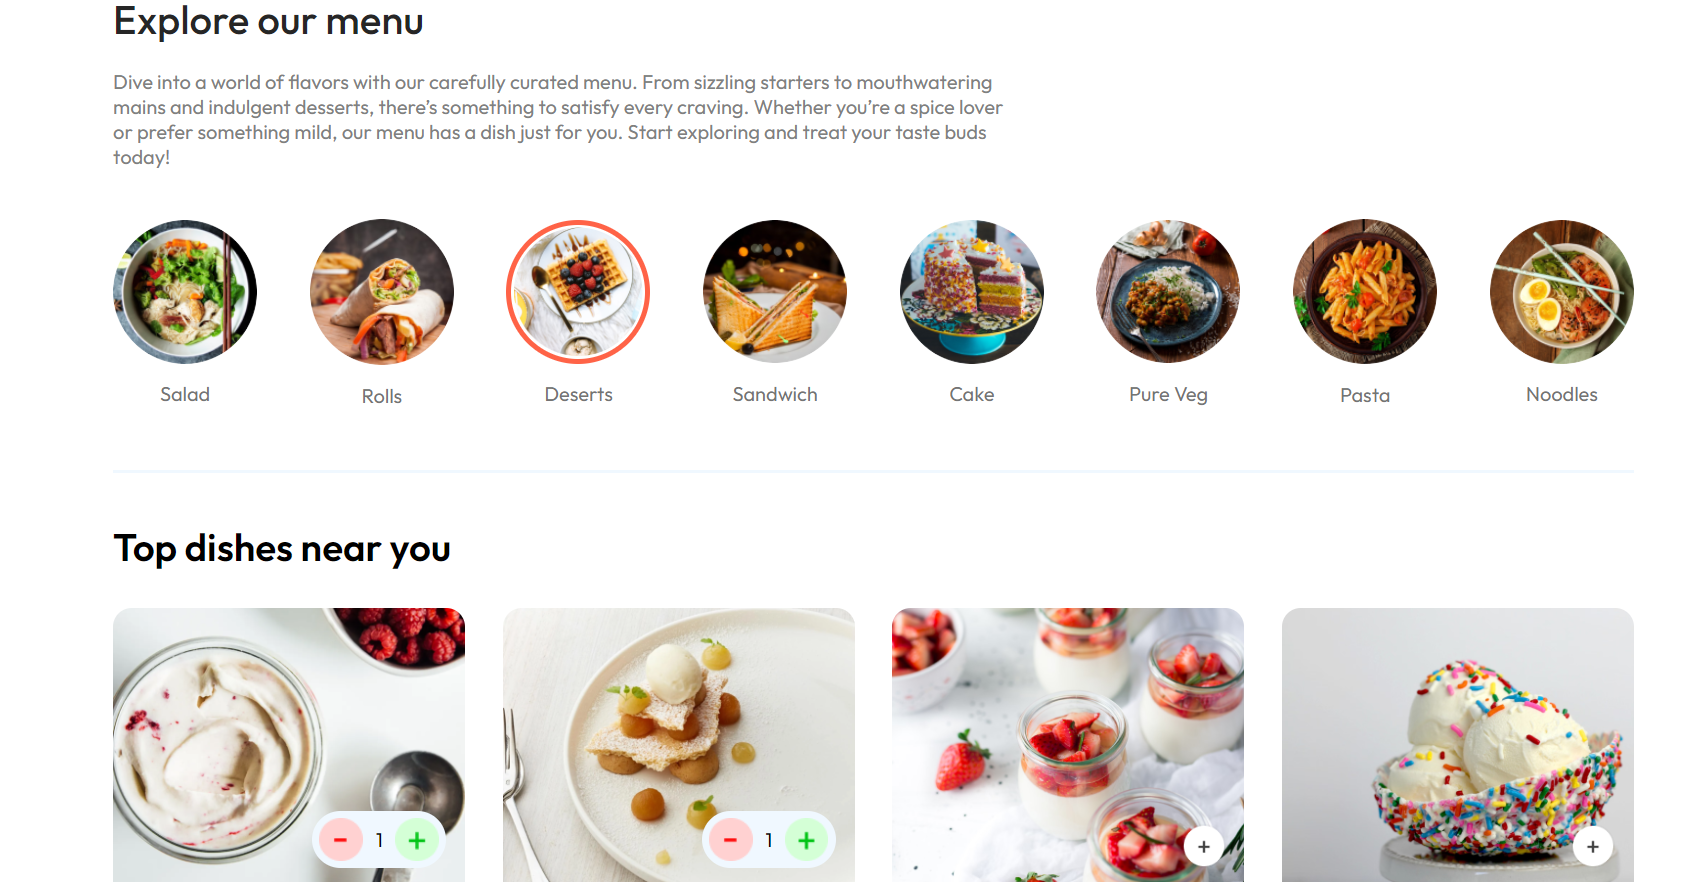 Explore our menu
Dive into a world of flavors with our carefully curated menu. From sizzling starters to mouthwatering
mains and indulgent desserts, there’s something to satisfy every craving. Whether you’re a spice lover
or prefer something mild, our menu has a dish just for you. Start exploring and treat your taste buds
today!
Salad
Rolls
Deserts
Sandwich
Cake
Pure Veg
Pasta
Noodles
Top dishes near you
− 1 +
− 1 +
+
+